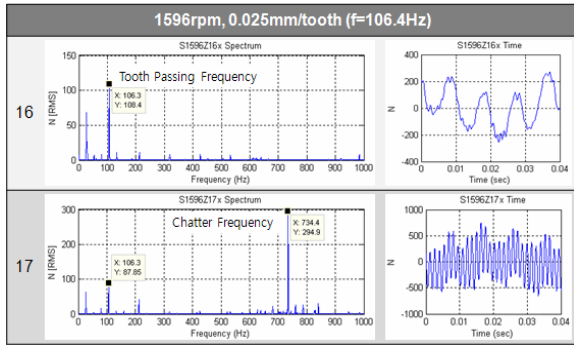 1596rpm, 0.025mm/tooth (f=106.4Hz)
16
S1596Z16x Spectrum
Tooth Passing Frequency
X: 106.3
Y: 108.4
N [RMS]
150
100
50
0
0 100 200 300 400 500 600 700 800 900 1000
Frequency (Hz)
S1596Z16x Time
N
400
200
0
-200
-400
0 0.01 0.02 0.03 0.04
Time (sec)
17
S1596Z17x Spectrum
Chatter Frequency
X: 734.4
Y: 294.9
X: 106.3
Y: 87.85
N [RMS]
300
200
100
0
0 100 200 300 400 500 600 700 800 900 1000
Frequency (Hz)
S1596Z17x Time
N
1000
500
0
-500
-1000
0 0.01 0.02 0.03 0.04
Time (sec)